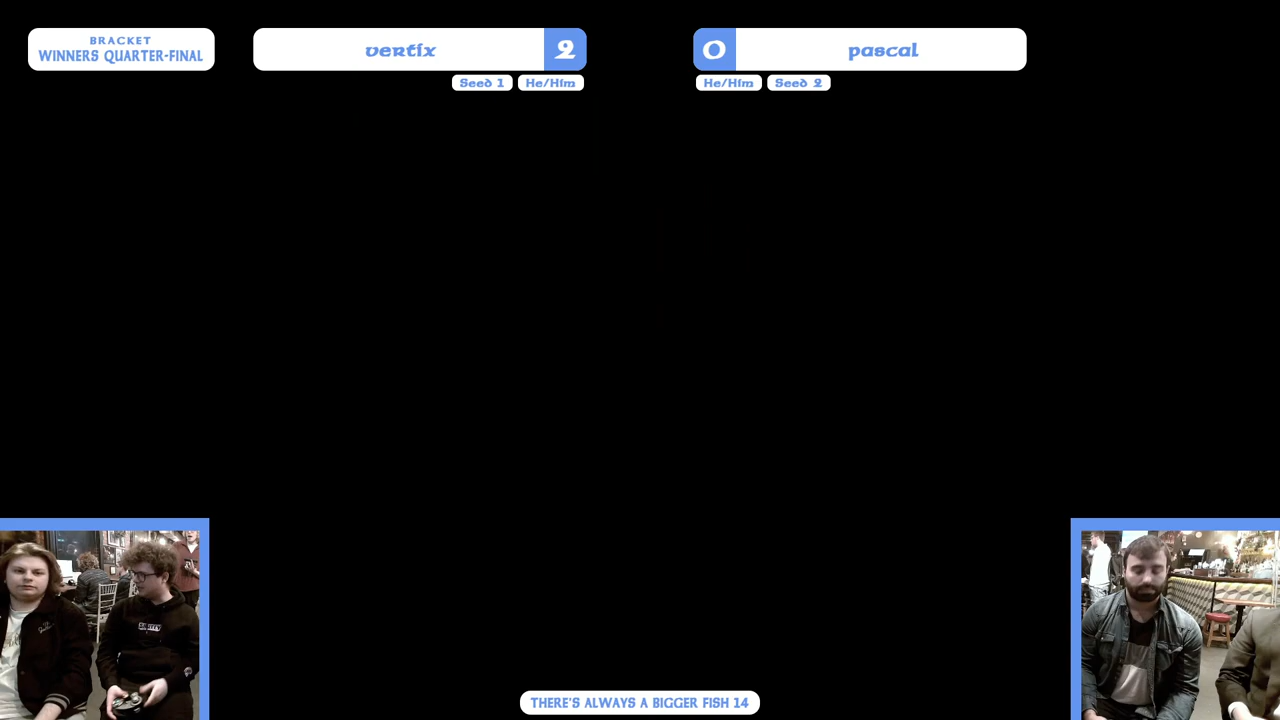 BRACKET
WINNERS QUARTER-FINAL
vertix 2
0 pascal
Seed 1 He/Him
He/Him Seed 2
THERE'S ALWAYS A BIGGER FISH 14